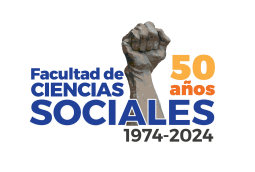 Facultad de
CIENCIAS
SOCIALES
50
años
1974-2024